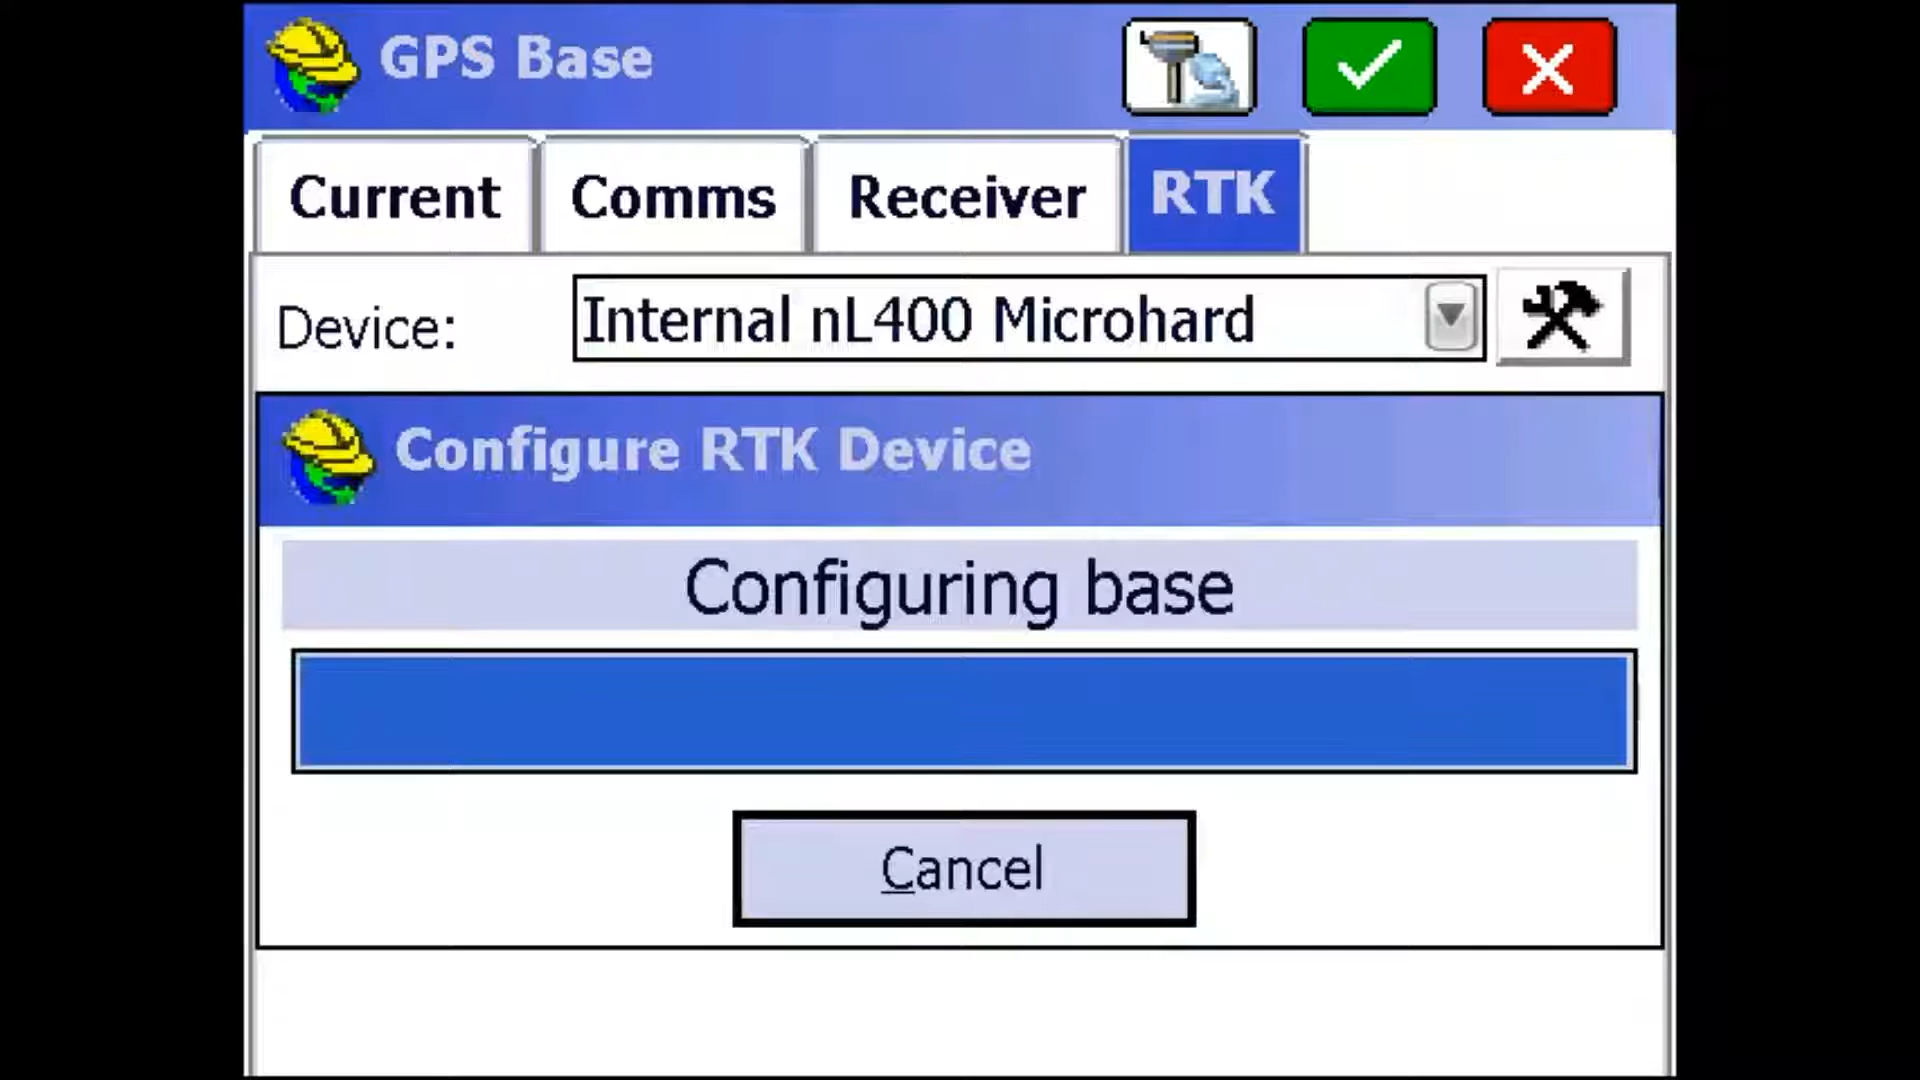 GPS Base
Current Comms Receiver RTK
Device: Internal nL400 Microhard
Configure RTK Device
Configuring base
Cancel